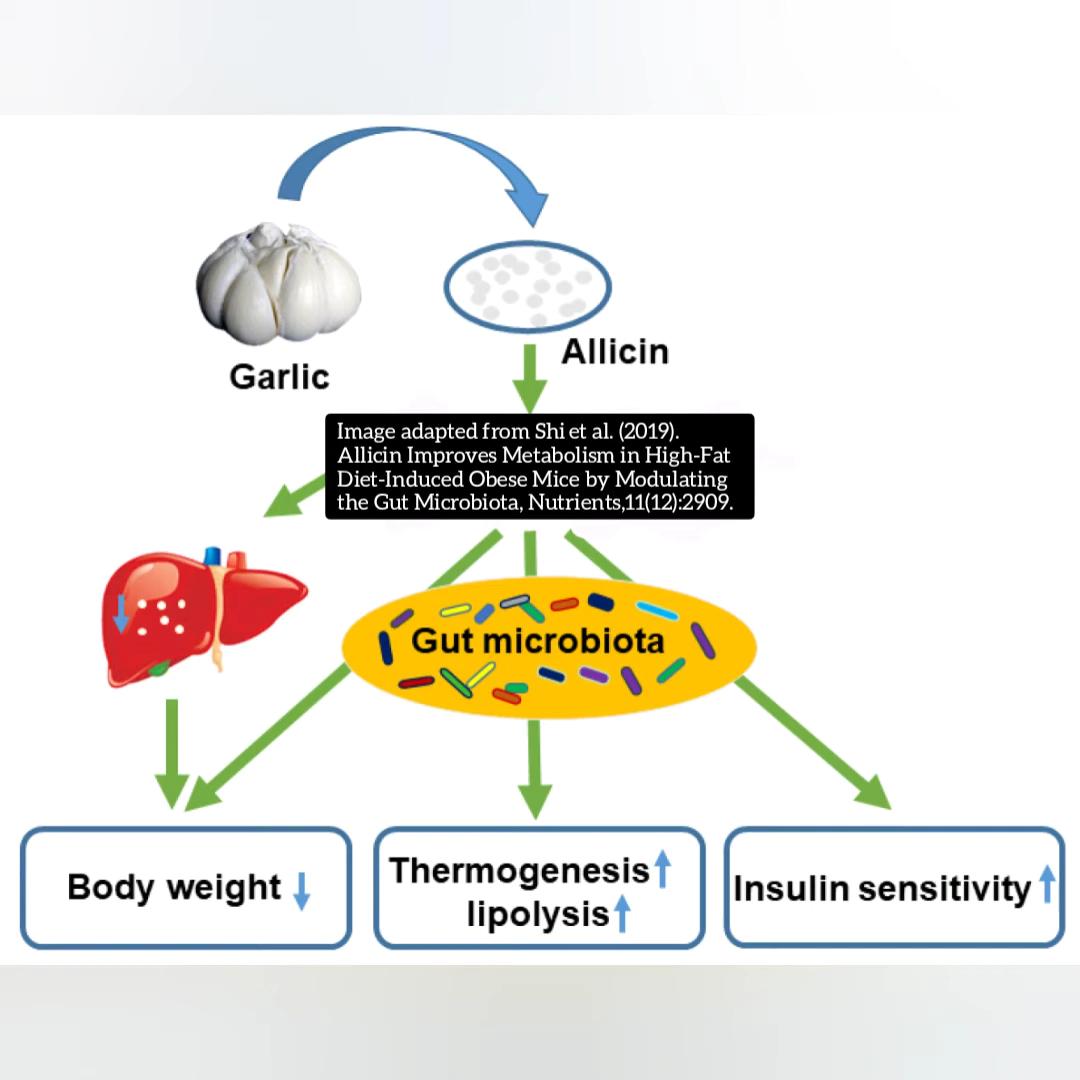 Garlic
Allicin
Image adapted from Shi et al. (2019).
Allicin Improves Metabolism in High-Fat
Diet-Induced Obese Mice by Modulating
the Gut Microbiota, Nutrients,11(12):2909.
Gut microbiota
Body weight
Thermogenesis
lipolysis
Insulin sensitivity